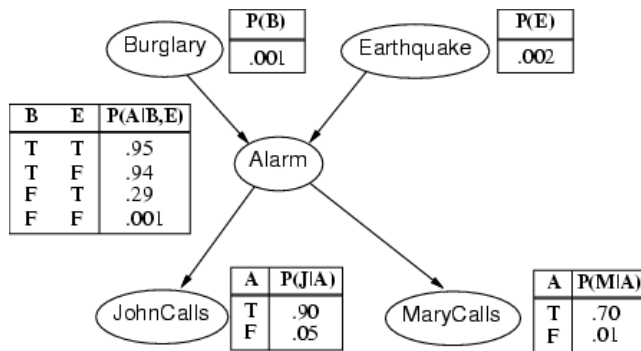 Burglary
P(B)
.001
Earthquake
P(E)
.002
B E P(A|B,E)
T T .95
T F .94
F T .29
F F .001
Alarm
JohnCalls
A P(J|A)
T .90
F .05
MaryCalls
A P(M|A)
T .70
F .01